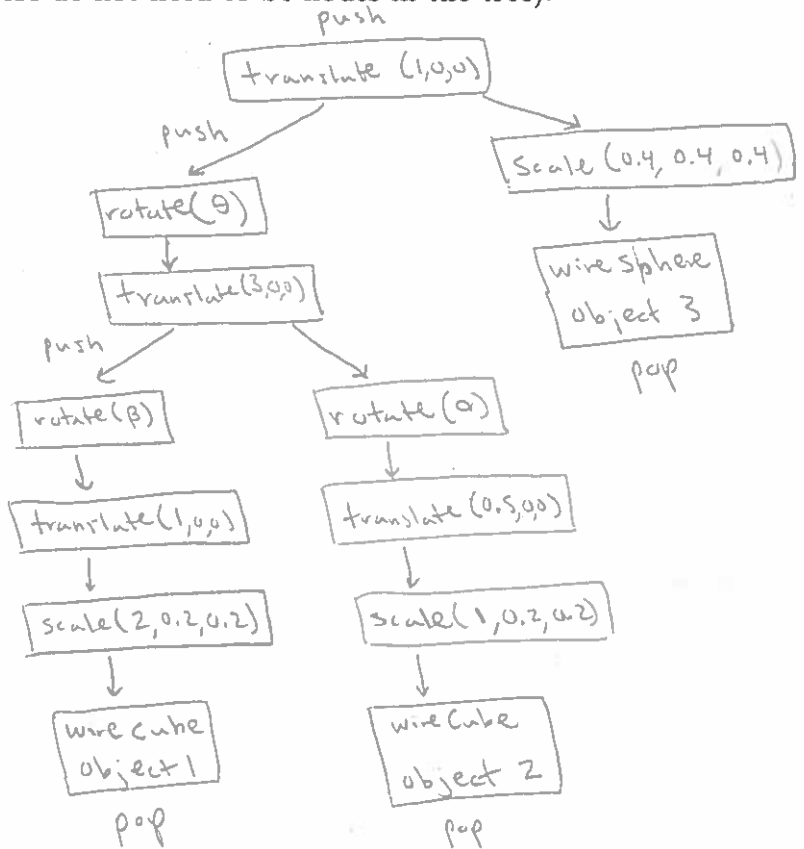 push
translate (1,0,0)
push
scale (0.4, 0.4, 0.4)
rotate(θ)
wire sphere
object 3
translate(3,0,0)
pop
push
rotate(β)
rotate(α)
translate(1,0,0)
translate(0.5,0,0)
scale(2,0.2,0.2)
scale(1,0.2,0.2)
wire cube
object 1
wire Cube
object 2
pop
pop